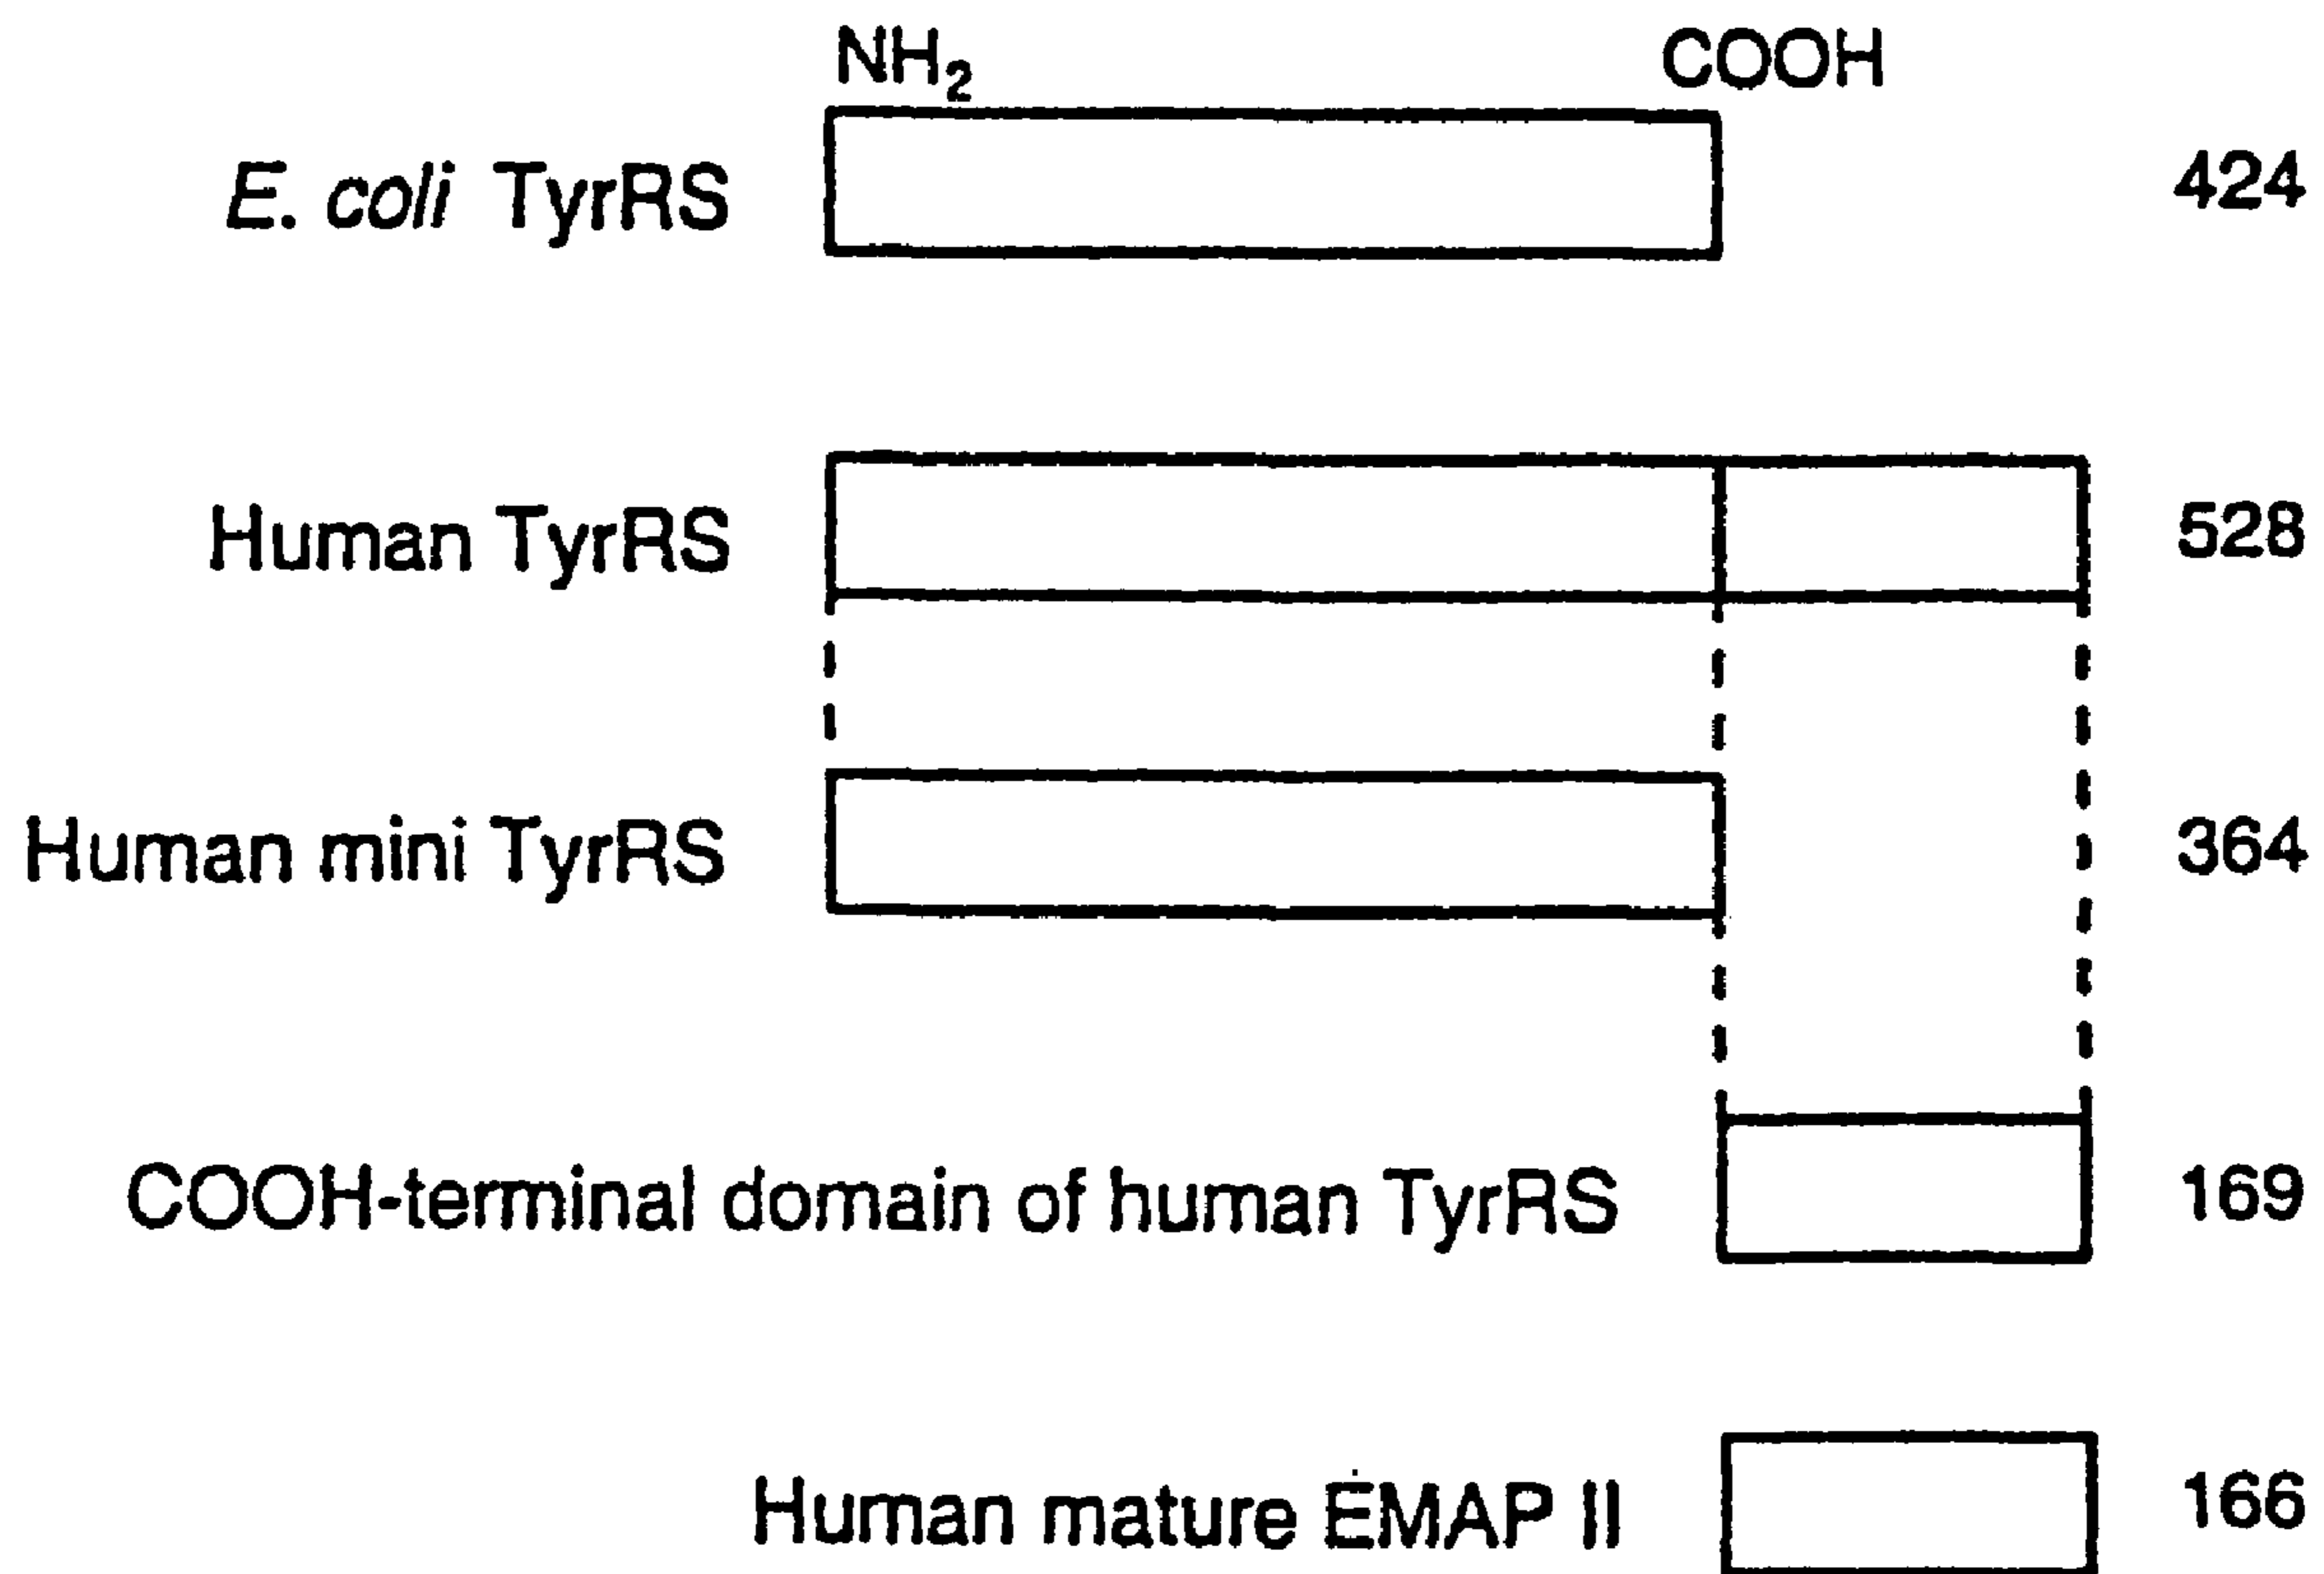 NH2 COOH
E. coli TyrRS 424
Human TyrRS 528
Human mini TyrRS 364
COOH-terminal domain of human TyrRS 169
Human mature EMAP II 166